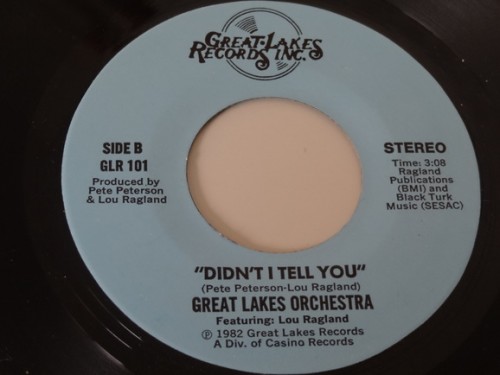 GREAT LAKES
RECORDS INC.
SIDE B
GLR 101
Produced by
Pete Peterson
& Lou Ragland
STEREO
Time: 3:08
Ragland
Publications
(BMI) and
Black Turk
Music (SESAC)
"DIDN'T I TELL YOU"
(Pete Peterson-Lou Ragland)
GREAT LAKES ORCHESTRA
Featuring: Lou Ragland
℗ 1982 Great Lakes Records
A Div. of Casino Records